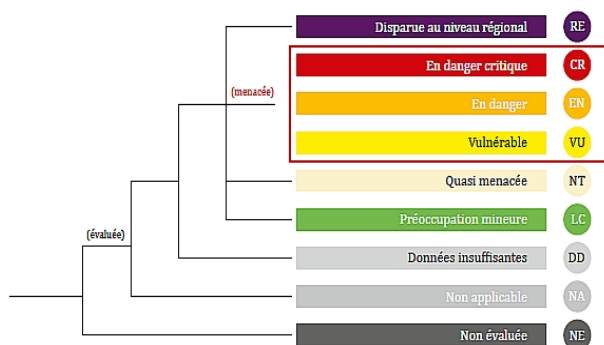 Disparue au niveau régional RE
En danger critique CR
(menacée)
En danger EN
Vulnérable VU
Quasi menacée NT
Préoccupation mineure LC
(évaluée)
Données insuffisantes DD
Non applicable NA
Non évaluée NE